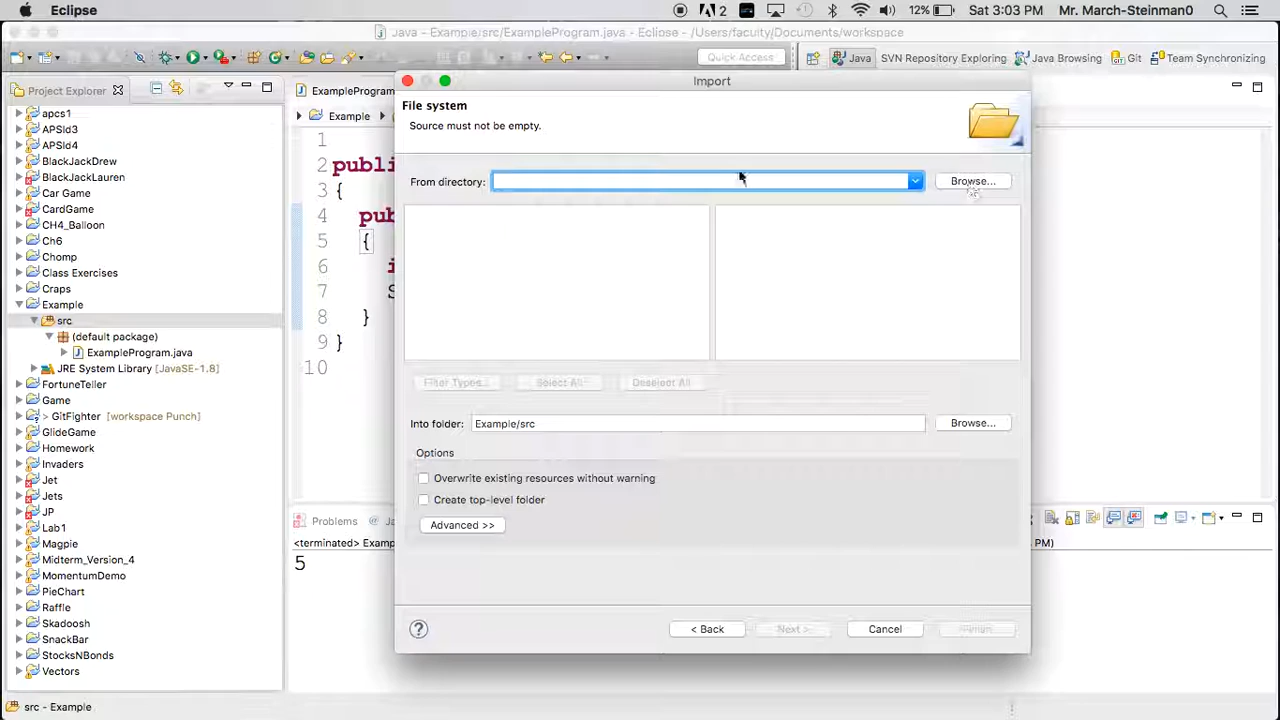 Eclipse 2 12% Sat 3:03 PM Mr. March-Steinman0
Java - Example/src/ExampleProgram.java - Eclipse - /Users/faculty/Documents/workspace
Quick Access Java SVN Repository Exploring Java Browsing Git Team Synchronizing
Project Explorer
apcs1
APSId3
APSId4
BlackJackDrew
BlackJackLauren
Car Game
CardGame
CH4_Balloon
Ch6
Chomp
Class Exercises
Craps
Example
src
(default package)
ExampleProgram.java
JRE System Library [JavaSE-1.8]
FortuneTeller
Game
> GitFighter [workspace Punch]
GlideGame
Homework
Invaders
Jet
Jets
JP
Lab1
Magpie
Midterm_Version_4
MomentumDemo
PieChart
Raffle
Skadoosh
SnackBar
StocksNBonds
Vectors
ExampleProgram
Example
1
2 publi
3 {
4 pub
5 {
6 i
7 S
8 }
9 }
10
Import
File system
Source must not be empty.
From directory: Browse...
Filter Types... Select All Deselect All
Into folder: Example/src Browse...
Options
Overwrite existing resources without warning
Create top-level folder
Advanced >>
? < Back Next > Cancel Finish
Problems @ Ja
<terminated> Examp PM)
5
src - Example